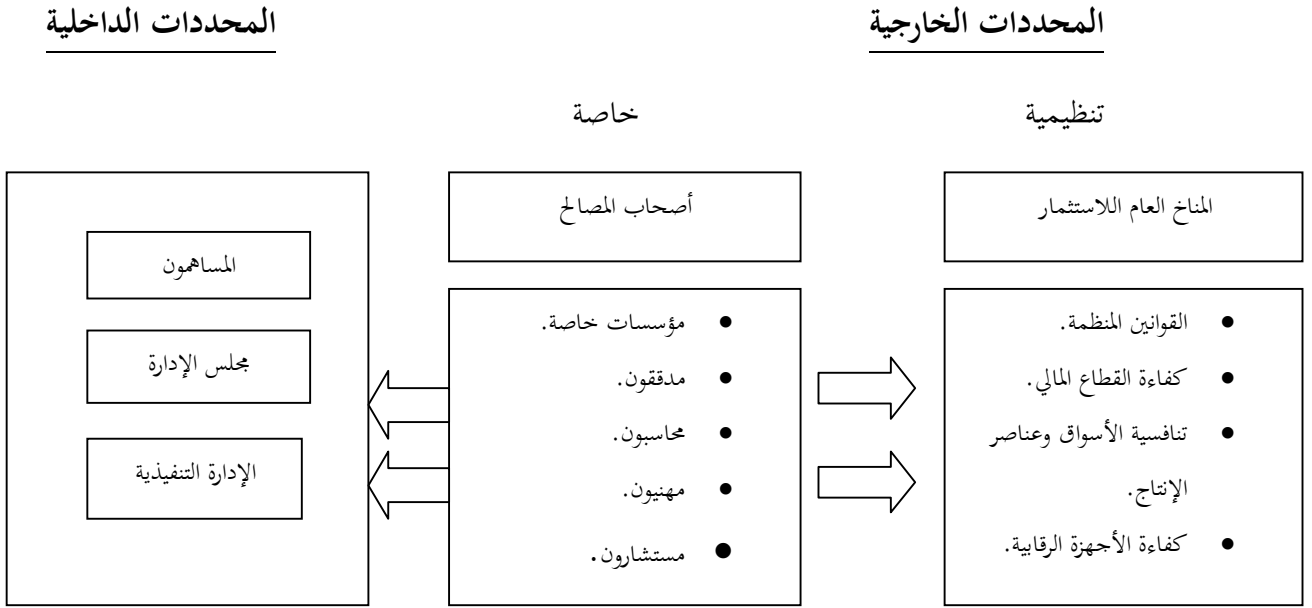 المحددات الخارجية
المحددات الداخلية
تنظيمية
خاصة
المناخ العام اللاستثمار
● القوانين المنظمة.
● كفاءة القطاع المالي.
● تنافسية الأسواق وعناصر
الإنتاج.
● كفاءة الأجهزة الرقابية.
أصحاب المصالح
● مؤسسات خاصة.
● مدققون.
● محاسبون.
● مهنيون.
● مستشارون.
المساهمون
مجلس الإدارة
الإدارة التنفيذية